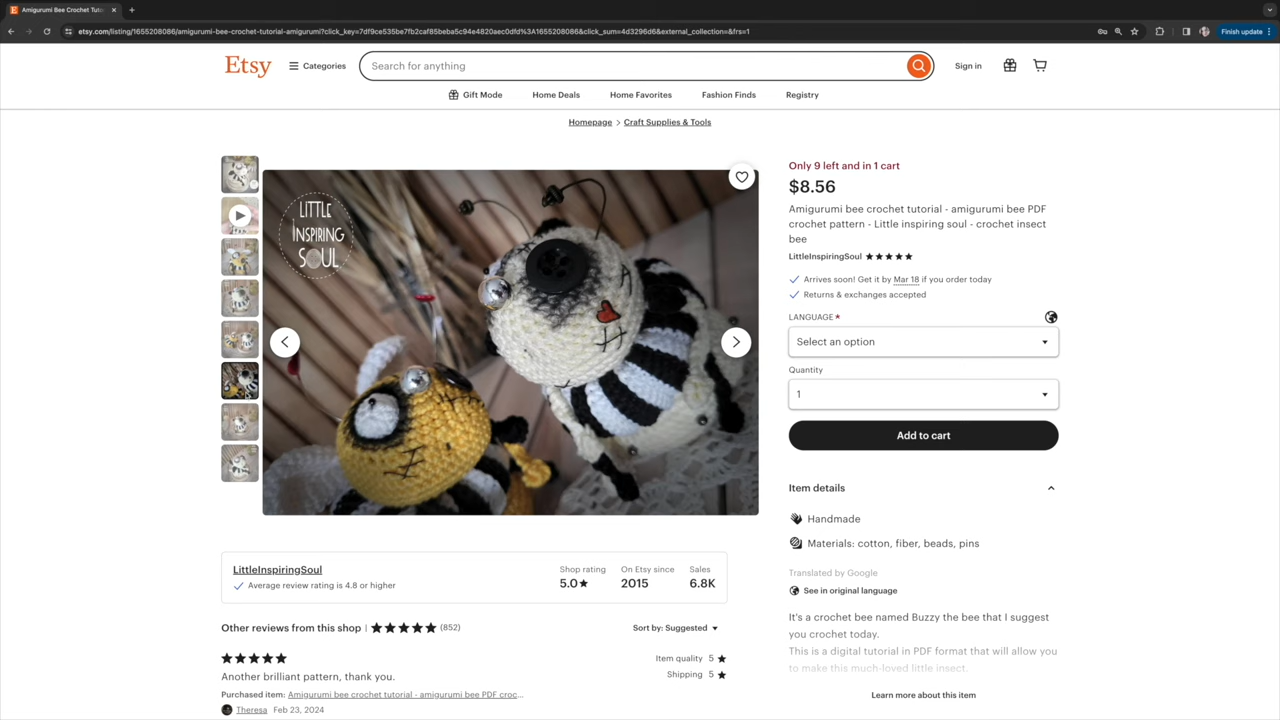 Amigurumi Bee Crochet Tutor
etsy.com/listing/1655208086/amigurumi-bee-crochet-tutorial-amigurumi?click_key=7df9ce535be7fb2caf85beba5c94e4820aec0dfd%3A1655208086&click_sum=4d3296d6&external_collection=&frs=1
Finish update
Etsy
Categories
Search for anything
Sign in
Gift Mode
Home Deals
Home Favorites
Fashion Finds
Registry
Homepage > Craft Supplies & Tools
LITTLE
INSPIRING
SOUL
Only 9 left and in 1 cart
$8.56
Amigurumi bee crochet tutorial - amigurumi bee PDF
crochet pattern - Little inspiring soul - crochet insect
bee
LittleInspiringSoul
Arrives soon! Get it by Mar 18 if you order today
Returns & exchanges accepted
LANGUAGE *
Select an option
Quantity
1
Add to cart
Item details
Handmade
Materials: cotton, fiber, beads, pins
Translated by Google
See in original language
It's a crochet bee named Buzzy the bee that I suggest
you crochet today.
This is a digital tutorial in PDF format that will allow you
to make this much-loved little insect.
Learn more about this item
LittleInspiringSoul
Average review rating is 4.8 or higher
Shop rating
5.0★
On Etsy since
2015
Sales
6.8K
Other reviews from this shop | ★★★★★ (852)
Sort by: Suggested
Item quality 5 ★
Another brilliant pattern, thank you.
Shipping 5 ★
Purchased item: Amigurumi bee crochet tutorial - amigurumi bee PDF croc...
Theresa Feb 23, 2024